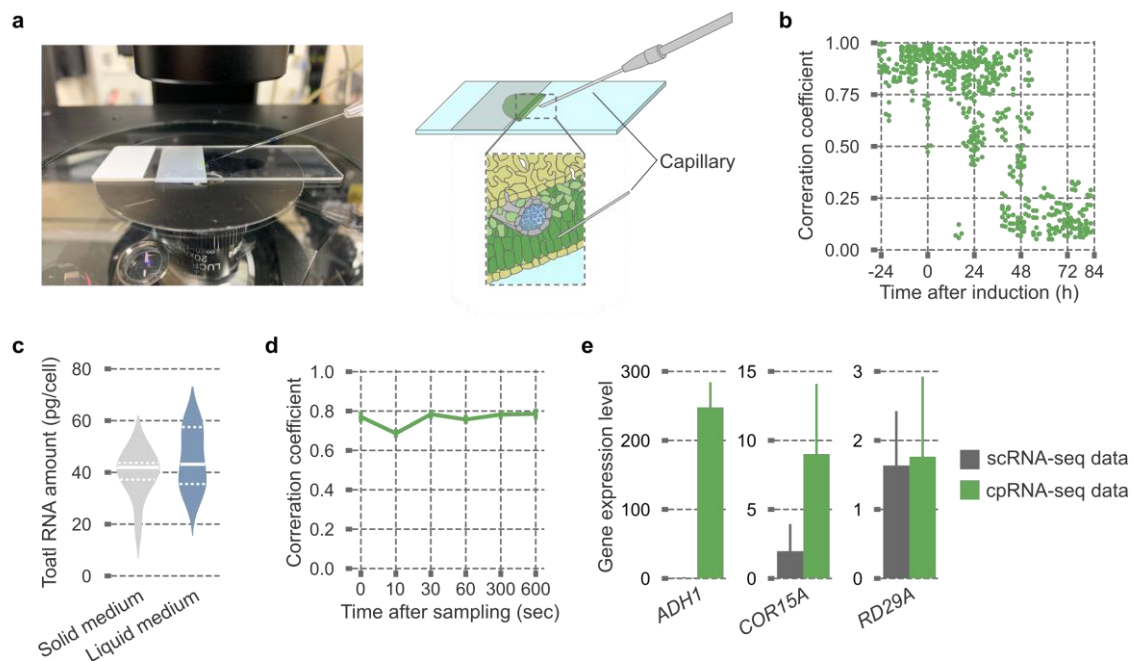 a
LUCP
20x
Capillary
b
Correration coefficient
1.00
0.75
0.50
0.25
0.00
-24 0 24 48 72 84
Time after induction (h)
c
Toatl RNA amount (pg/cell)
80
60
40
20
0
Solid medium
Liquid medium
d
Correration coefficient
1.0
0.8
0.6
0.4
0.2
0.0
0 10 30 60 300 600
Time after sampling (sec)
e
Gene expression level
300
200
100
0
ADH1
15
10
5
0
COR15A
3
2
1
0
RD29A
scRNA-seq data
cpRNA-seq data